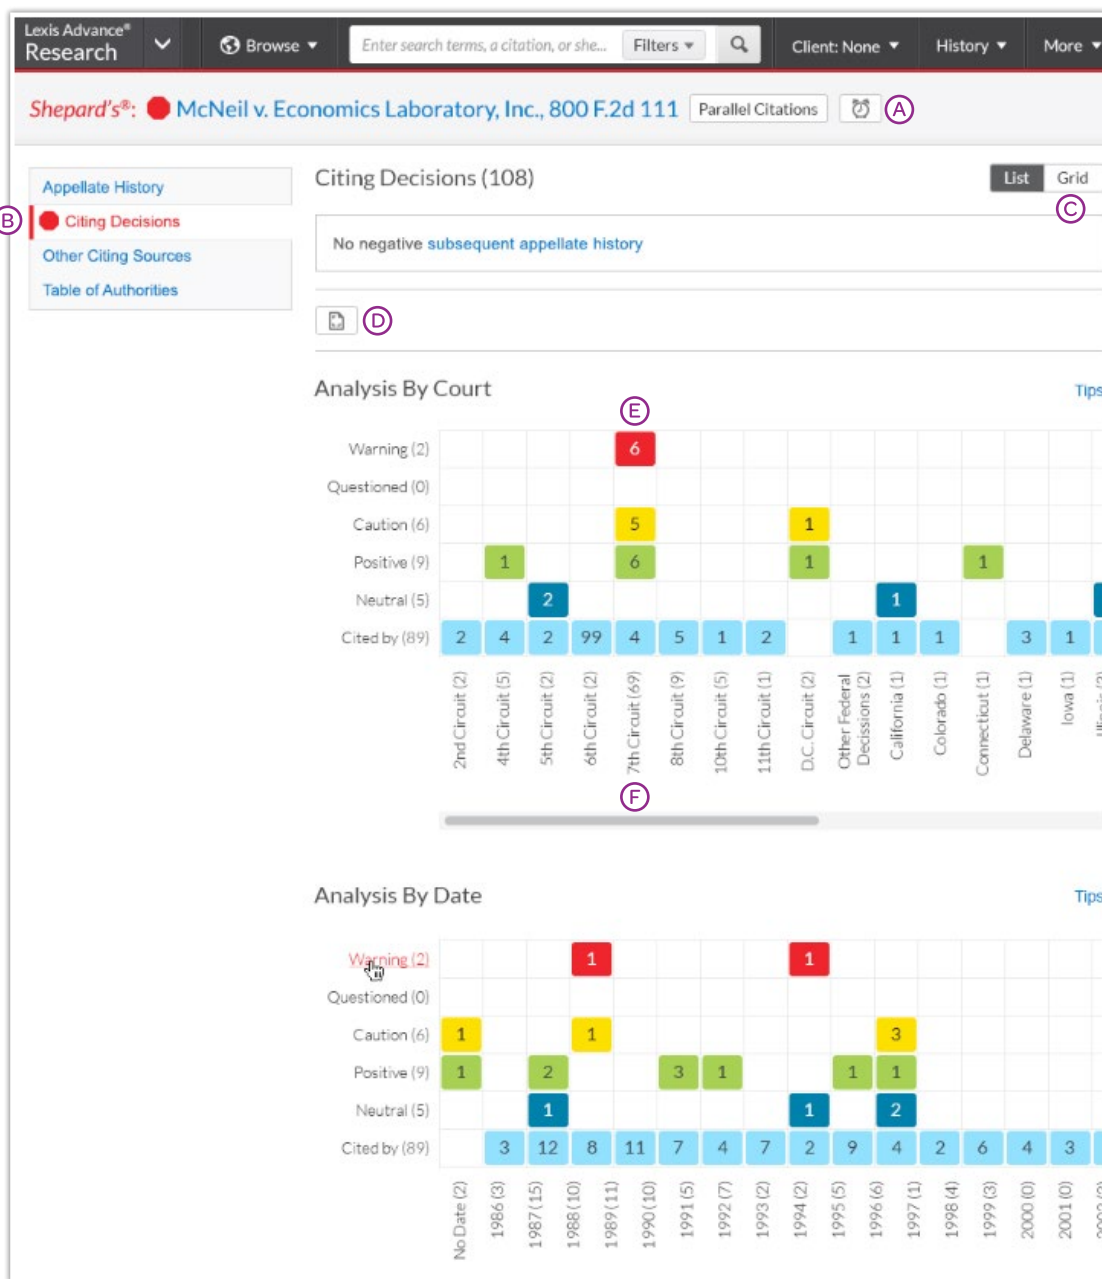 Lexis Advance®
Research
Browse
Enter search terms, a citation, or she...
Filters
Client: None
History
More
Shepard's®: McNeil v. Economics Laboratory, Inc., 800 F.2d 111
Parallel Citations
A
Appellate History
B
Citing Decisions
Other Citing Sources
Table of Authorities
Citing Decisions (108)
List
Grid
C
No negative subsequent appellate history
D
Analysis By Court
Tips
E
Warning (2) 6
Questioned (0)
Caution (6) 5 1
Positive (9) 1 6 1 1
Neutral (5) 2 1
Cited by (89) 2 4 2 99 4 5 1 2 1 1 1 3 1
2nd Circuit (2)
4th Circuit (5)
5th Circuit (2)
6th Circuit (2)
7th Circuit (69)
8th Circuit (9)
10th Circuit (5)
11th Circuit (1)
D.C. Circuit (2)
Other Federal
Decissions (2)
California (1)
Colorado (1)
Connecticut (1)
Delaware (1)
Iowa (1)
F
Analysis By Date
Tips
Warning (2) 1 1
Questioned (0)
Caution (6) 1 1 3
Positive (9) 1 2 3 1 1 1
Neutral (5) 1 1 2
Cited by (89) 3 12 8 11 7 4 7 2 9 4 2 6 4 3
No Date (2)
1986 (3)
1987 (15)
1988 (10)
1989 (11)
1990 (10)
1991 (5)
1992 (7)
1993 (2)
1994 (2)
1995 (5)
1996 (6)
1997 (1)
1998 (4)
1999 (3)
2000 (0)
2001 (0)